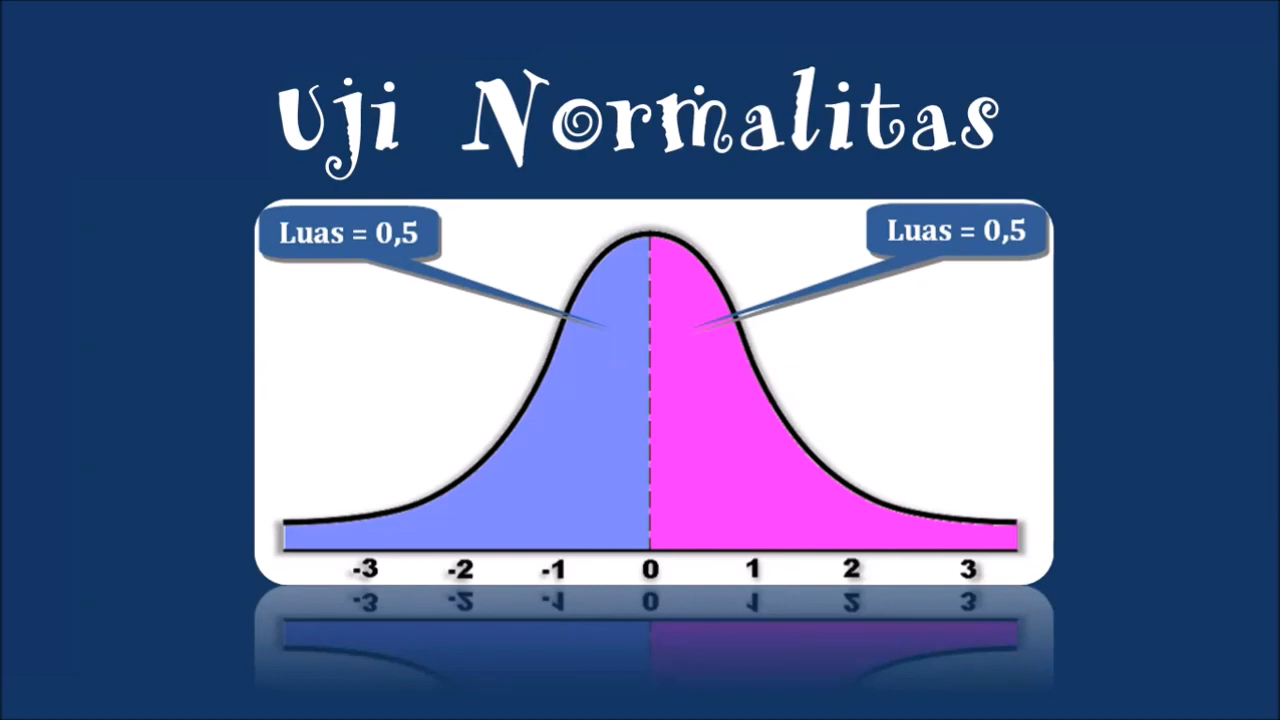 Uji Normalitas
Luas = 0,5
Luas = 0,5
-3 -2 -1 0 1 2 3